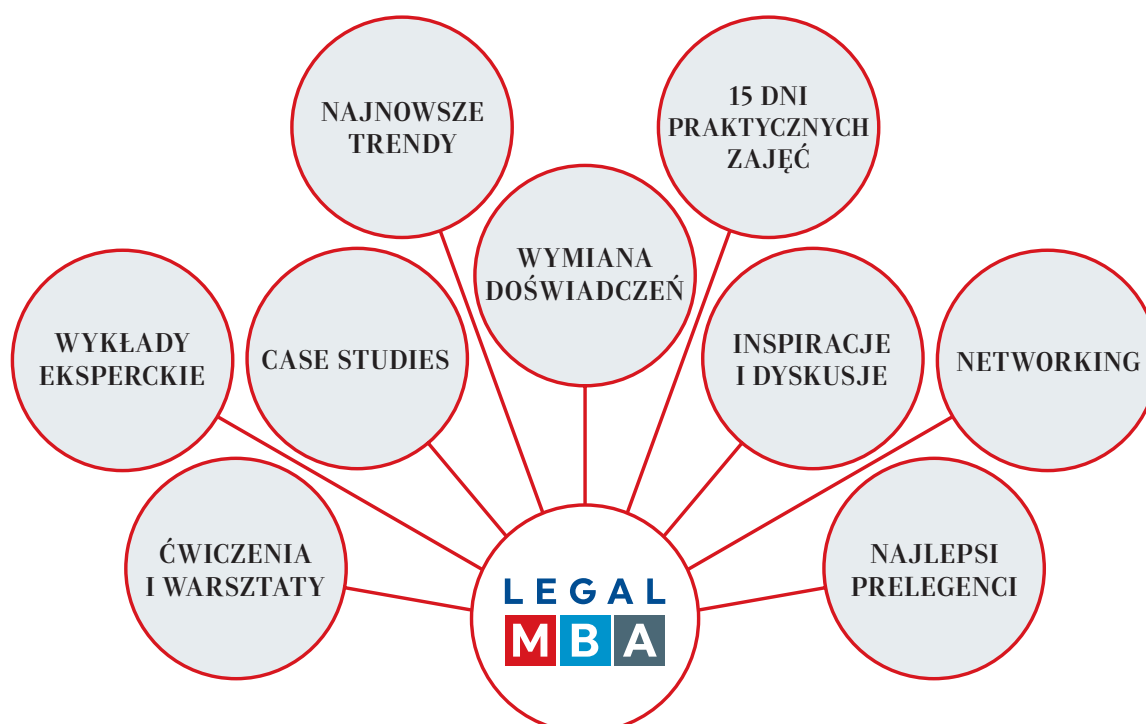 NAJNOWSZE
TRENDY
15 DNI
PRAKTYCZNYCH
ZAJĘĆ
WYMIANA
DOŚWIADCZEŃ
WYKŁADY
EKSPERCKIE
CASE STUDIES
INSPIRACJE
I DYSKUSJE
NETWORKING
ĆWICZENIA
I WARSZTATY
NAJLEPSI
PRELEGENCI
LEGAL
MBA